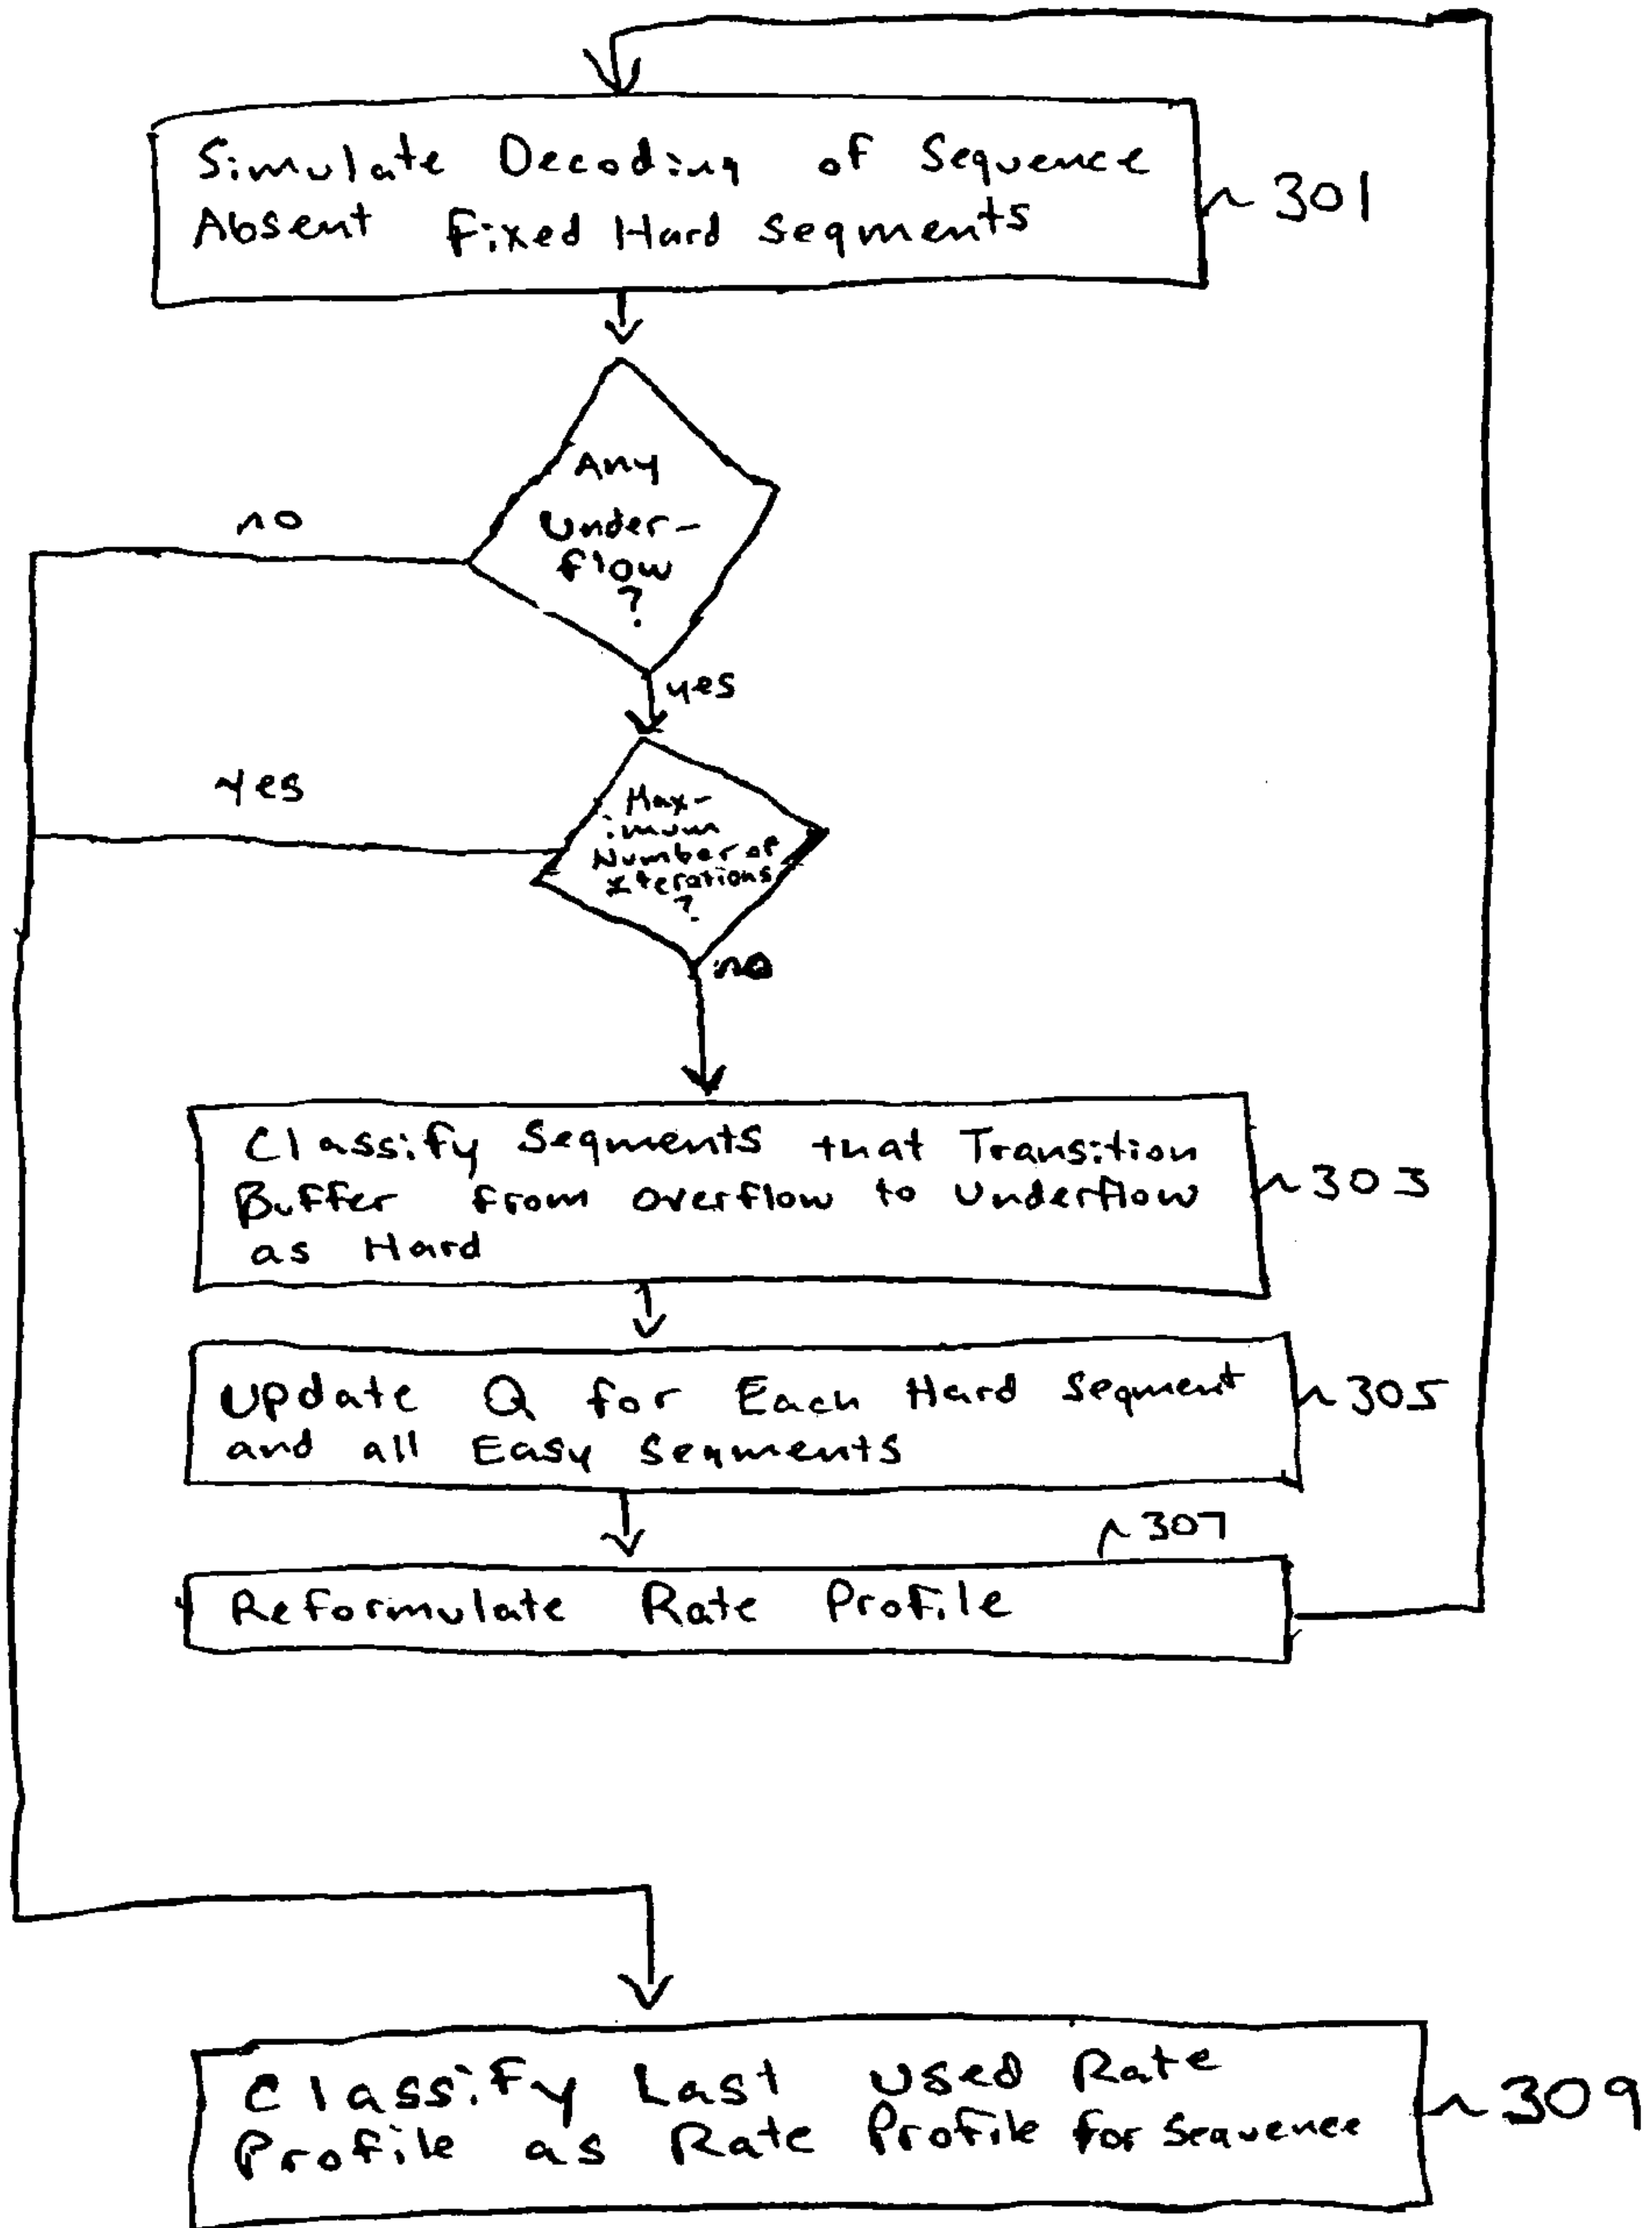 Simulate Decoding of Sequence
Absent Fixed Hard Segments
301
Any
Under-
flow
?
no
yes
Max-
imum
Number of
Iterations
?
yes
no
Classify Segments that Transition
Buffer from Overflow to Underflow
as Hard
303
Update Q for Each Hard Segment
and all Easy Segments
305
307
Reformulate Rate Profile
Classify Last Used Rate
Profile as Rate Profile for Sequence
309